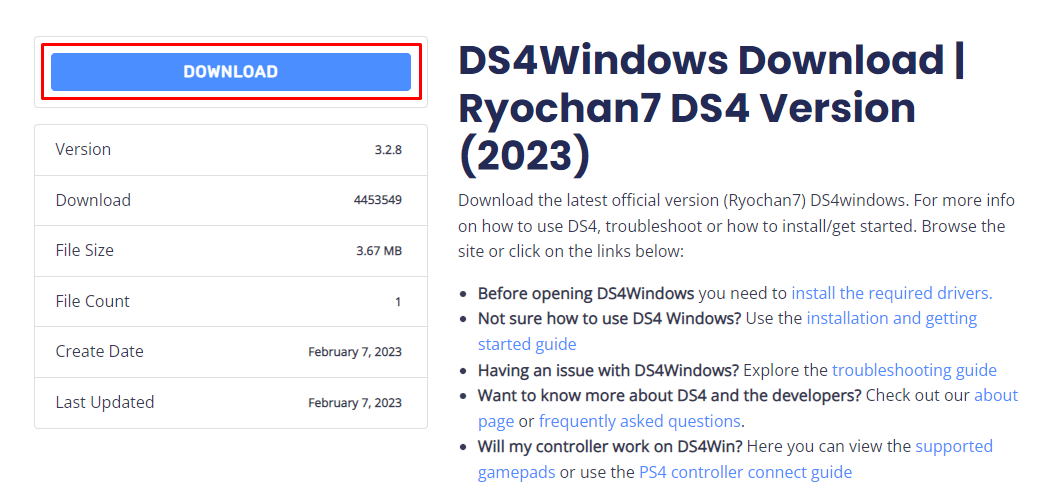 DOWNLOAD
Version 3.2.8
Download 4453549
File Size 3.67 MB
File Count 1
Create Date February 7, 2023
Last Updated February 7, 2023
DS4Windows Download |
Ryochan7 DS4 Version
(2023)
Download the latest official version (Ryochan7) DS4windows. For more info
on how to use DS4, troubleshoot or how to install/get started. Browse the
site or click on the links below:
• Before opening DS4Windows you need to install the required drivers.
• Not sure how to use DS4 Windows? Use the installation and getting
started guide
• Having an issue with DS4Windows? Explore the troubleshooting guide
• Want to know more about DS4 and the developers? Check out our about
page or frequently asked questions.
• Will my controller work on DS4Win? Here you can view the supported
gamepads or use the PS4 controller connect guide